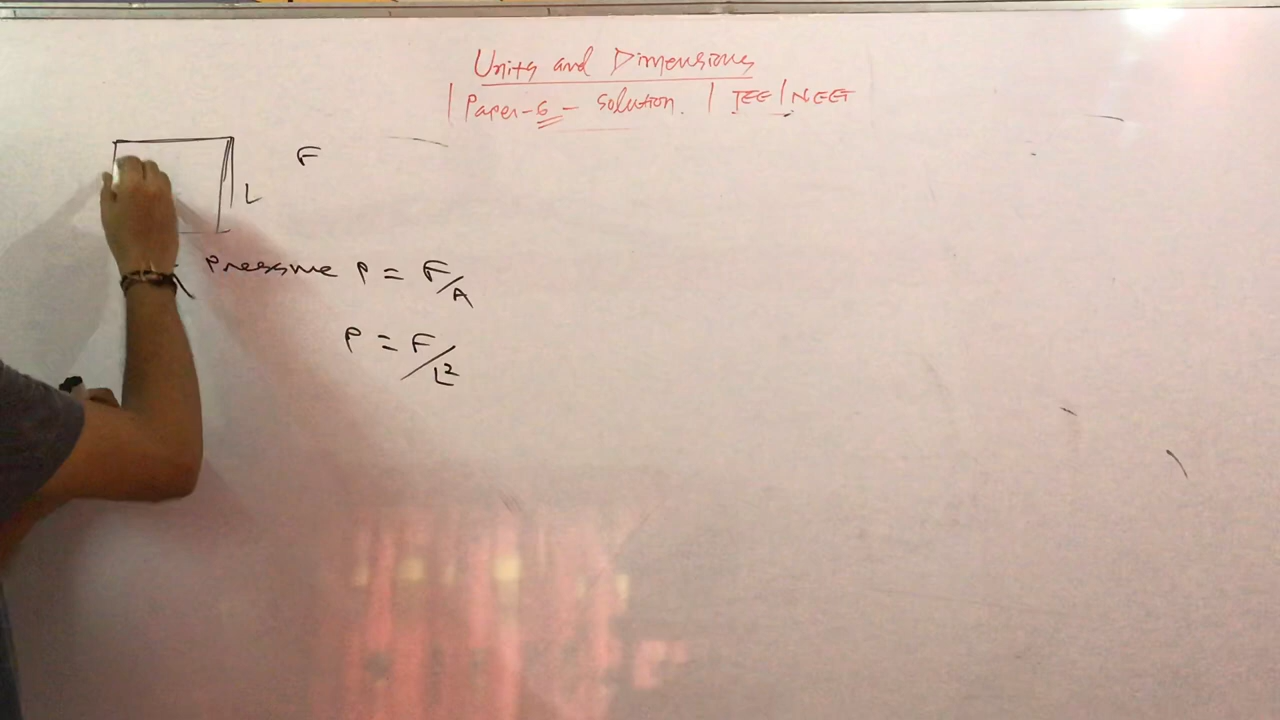 Units and Dimensions
| Paper-6 - Solution. | JEE | NEET
F
L
Pressure P = F/A
P = F/L²